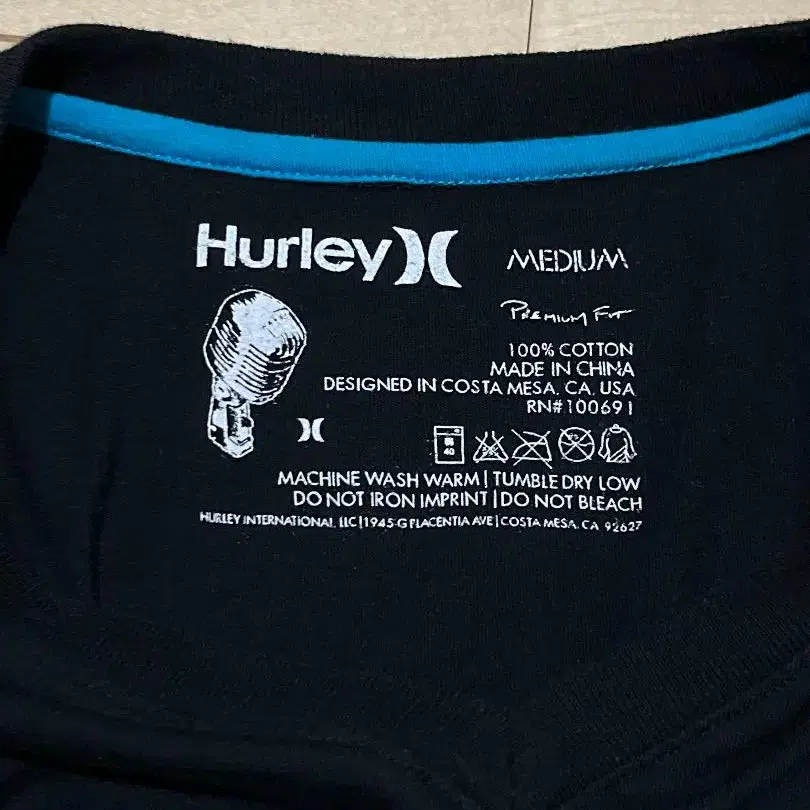 Hurley
MEDIUM
PREMIUM FIT
100% COTTON
MADE IN CHINA
DESIGNED IN COSTA MESA, CA, USA
RN#100691
40
MACHINE WASH WARM | TUMBLE DRY LOW
DO NOT IRON IMPRINT | DO NOT BLEACH
HURLEY INTERNATIONAL LLC | 1945-G PLACENTIA AVE | COSTA MESA, CA 92627